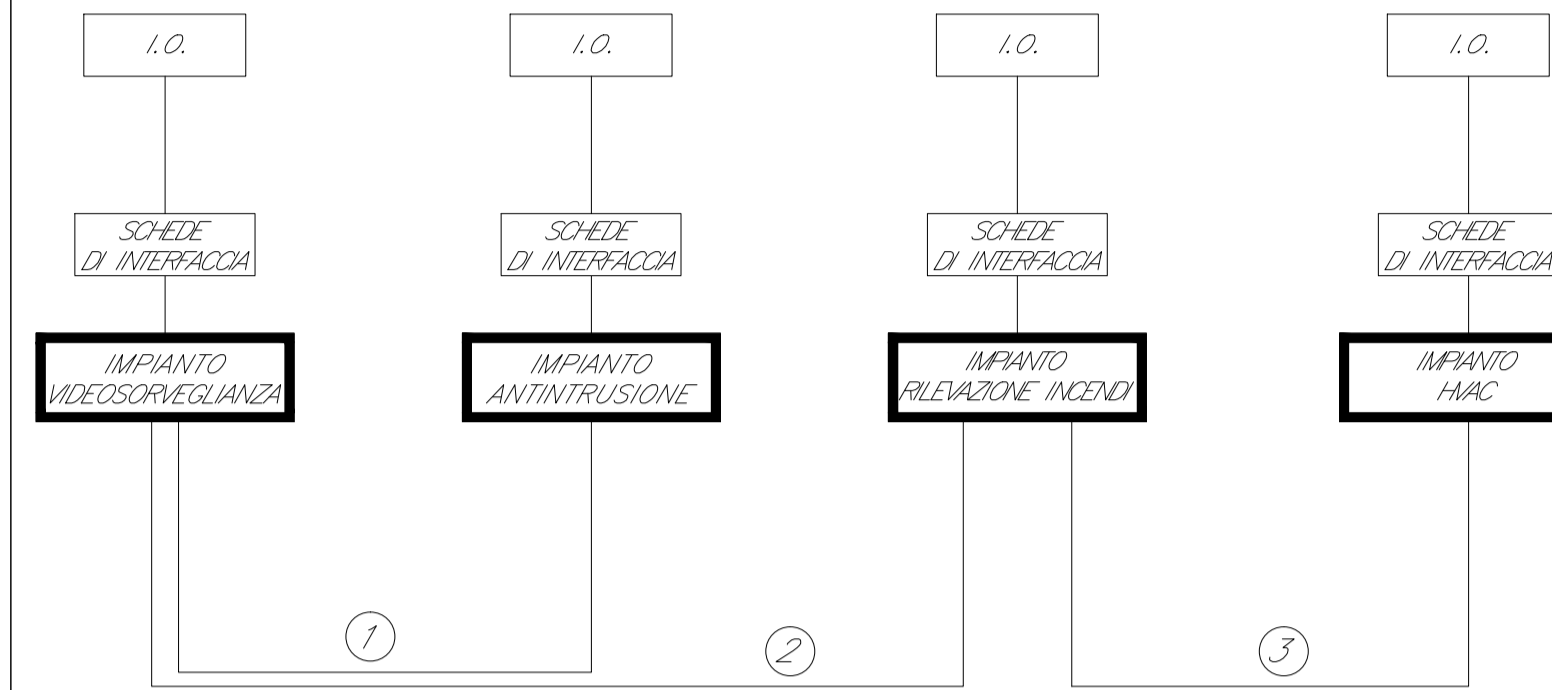 I.O.
I.O.
I.O.
I.O.
SCHEDE
DI INTERFACCIA
SCHEDE
DI INTERFACCIA
SCHEDE
DI INTERFACCIA
SCHEDE
DI INTERFACCIA
IMPIANTO
VIDEOSORVEGLIANZA
IMPIANTO
ANTINTRUSIONE
IMPIANTO
RILEVAZIONE INCENDI
IMPIANTO
HVAC
1
2
3